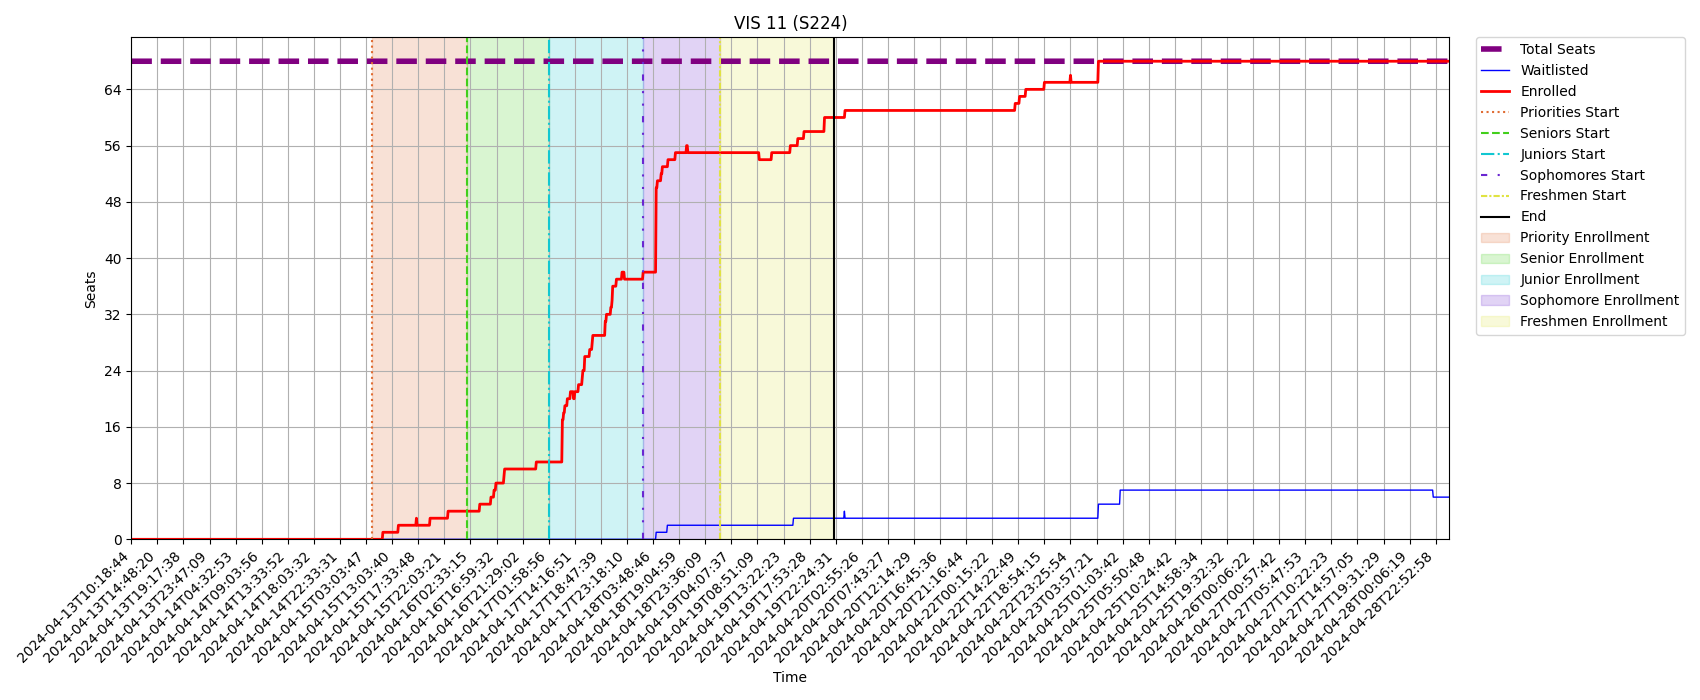 VIS 11 (S224)
Total Seats
Waitlisted
Enrolled
Priorities Start
Seniors Start
Juniors Start
Sophomores Start
Freshmen Start
End
Priority Enrollment
Senior Enrollment
Junior Enrollment
Sophomore Enrollment
Freshmen Enrollment
Seats
64
56
48
40
32
24
16
8
0
2024-04-13T10:18:44
2024-04-13T14:48:20
2024-04-13T19:17:38
2024-04-13T23:47:09
2024-04-14T04:32:53
2024-04-14T09:03:56
2024-04-14T13:33:52
2024-04-14T18:03:32
2024-04-14T22:33:31
2024-04-15T03:03:47
2024-04-15T13:03:40
2024-04-15T17:33:48
2024-04-15T22:03:21
2024-04-16T02:33:15
2024-04-16T16:59:32
2024-04-16T21:29:02
2024-04-17T01:58:56
2024-04-17T14:16:51
2024-04-17T18:47:39
2024-04-17T23:18:10
2024-04-18T03:48:46
2024-04-18T19:04:59
2024-04-18T23:36:09
2024-04-19T04:07:37
2024-04-19T08:51:09
2024-04-19T13:22:23
2024-04-19T17:53:28
2024-04-19T22:24:31
2024-04-20T02:55:26
2024-04-20T07:43:27
2024-04-20T12:14:29
2024-04-20T16:45:36
2024-04-20T21:16:44
2024-04-22T00:15:22
2024-04-22T14:22:49
2024-04-22T18:54:15
2024-04-22T23:25:54
2024-04-23T03:57:21
2024-04-25T01:03:42
2024-04-25T05:50:48
2024-04-25T10:24:42
2024-04-25T14:58:34
2024-04-25T19:32:32
2024-04-26T00:06:22
2024-04-27T00:57:42
2024-04-27T05:47:53
2024-04-27T10:22:23
2024-04-27T14:57:05
2024-04-27T19:31:29
2024-04-28T00:06:19
2024-04-28T22:52:58
Time